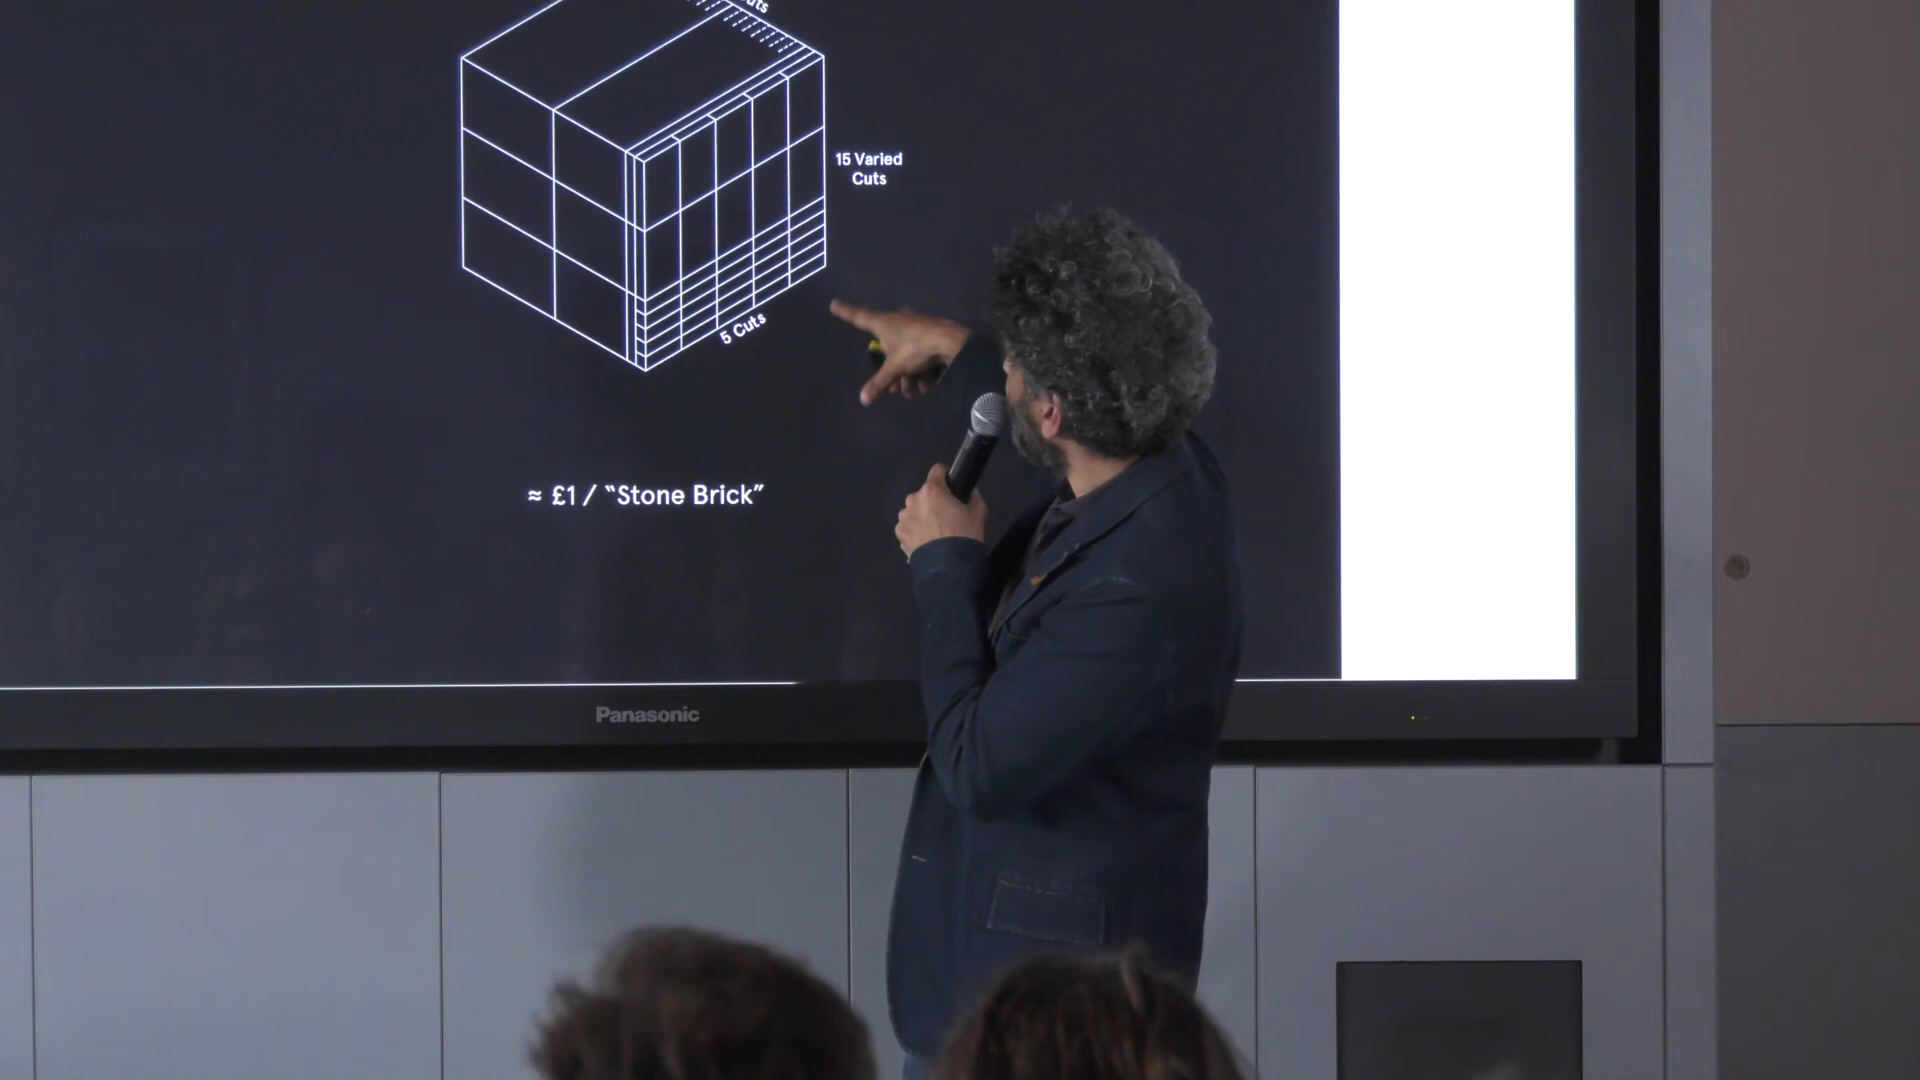 15 Varied
Cuts
5 Cuts
≈ £1 / “Stone Brick”
Panasonic